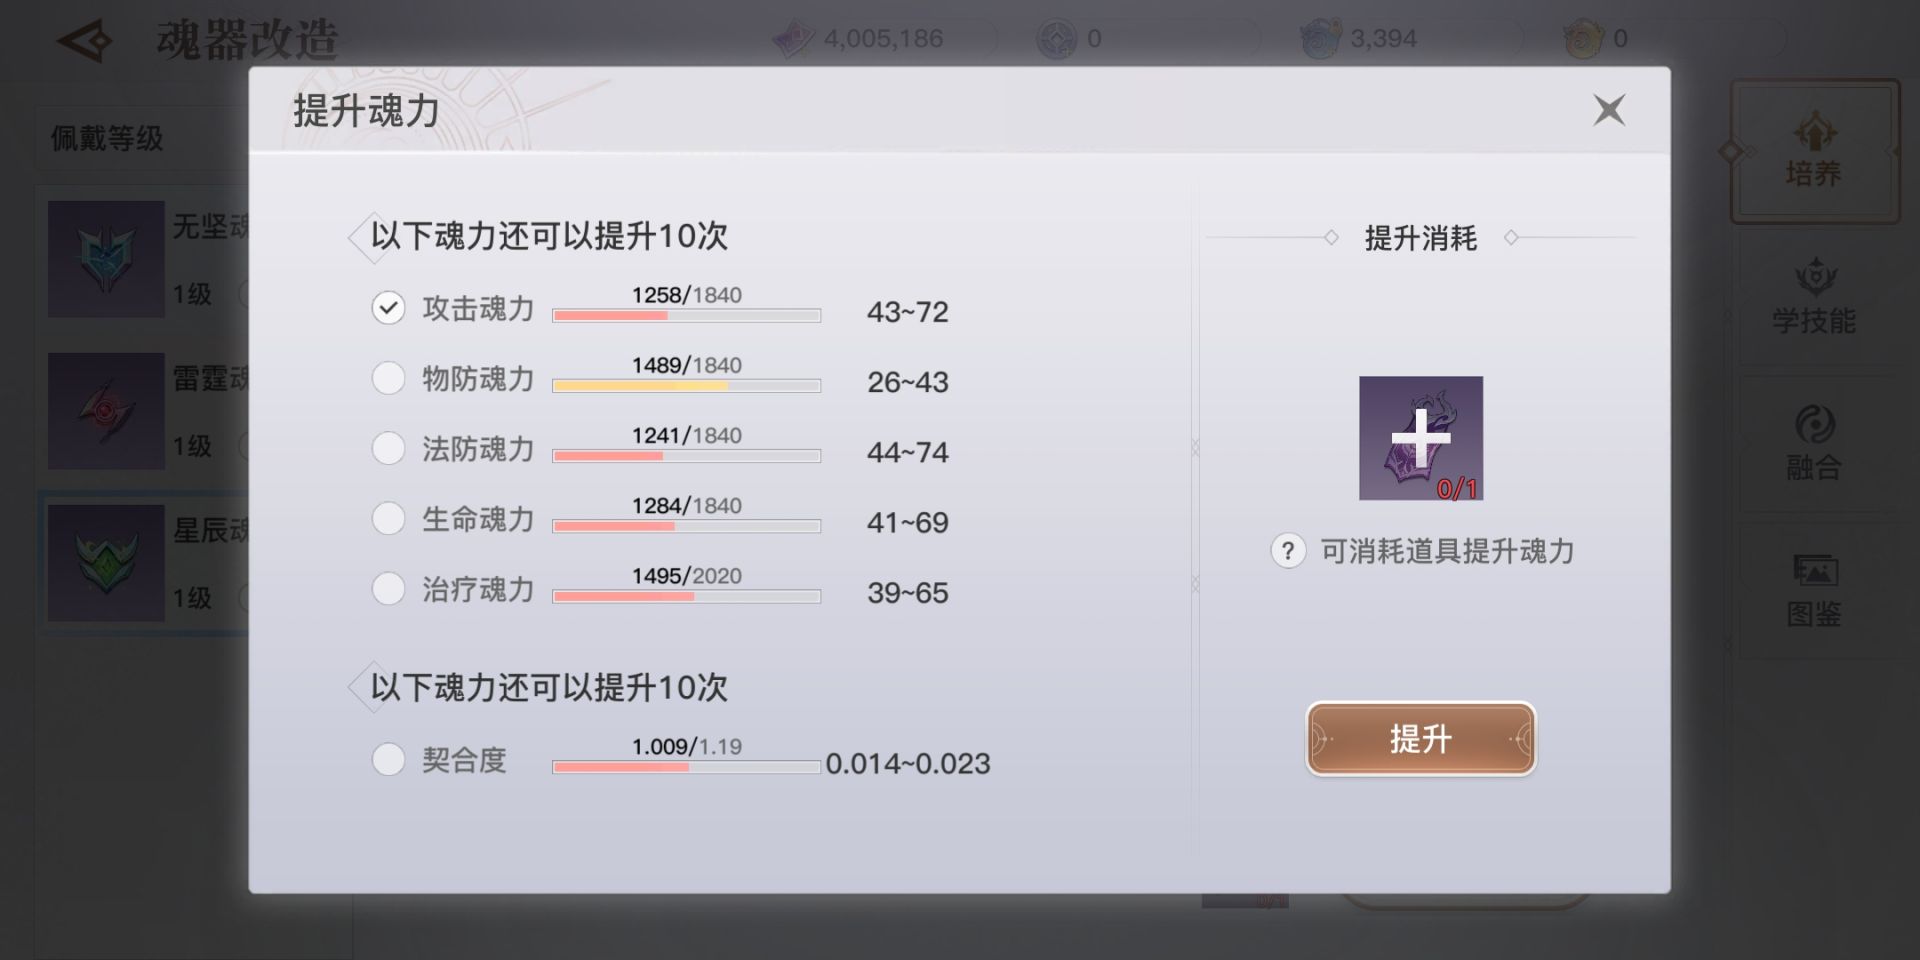 魂器改造
4,005,186
0
3,394
0
提升魂力
佩戴等级
培养
无坚魂
1级
雷霆魂
1级
星辰魂
1级
以下魂力还可以提升10次
攻击魂力 1258/1840 43~72
物防魂力 1489/1840 26~43
法防魂力 1241/1840 44~74
生命魂力 1284/1840 41~69
治疗魂力 1495/2020 39~65
以下魂力还可以提升10次
契合度 1.009/1.19 0.014~0.023
提升消耗
0/1
? 可消耗道具提升魂力
提升
学技能
融合
图鉴
0/1